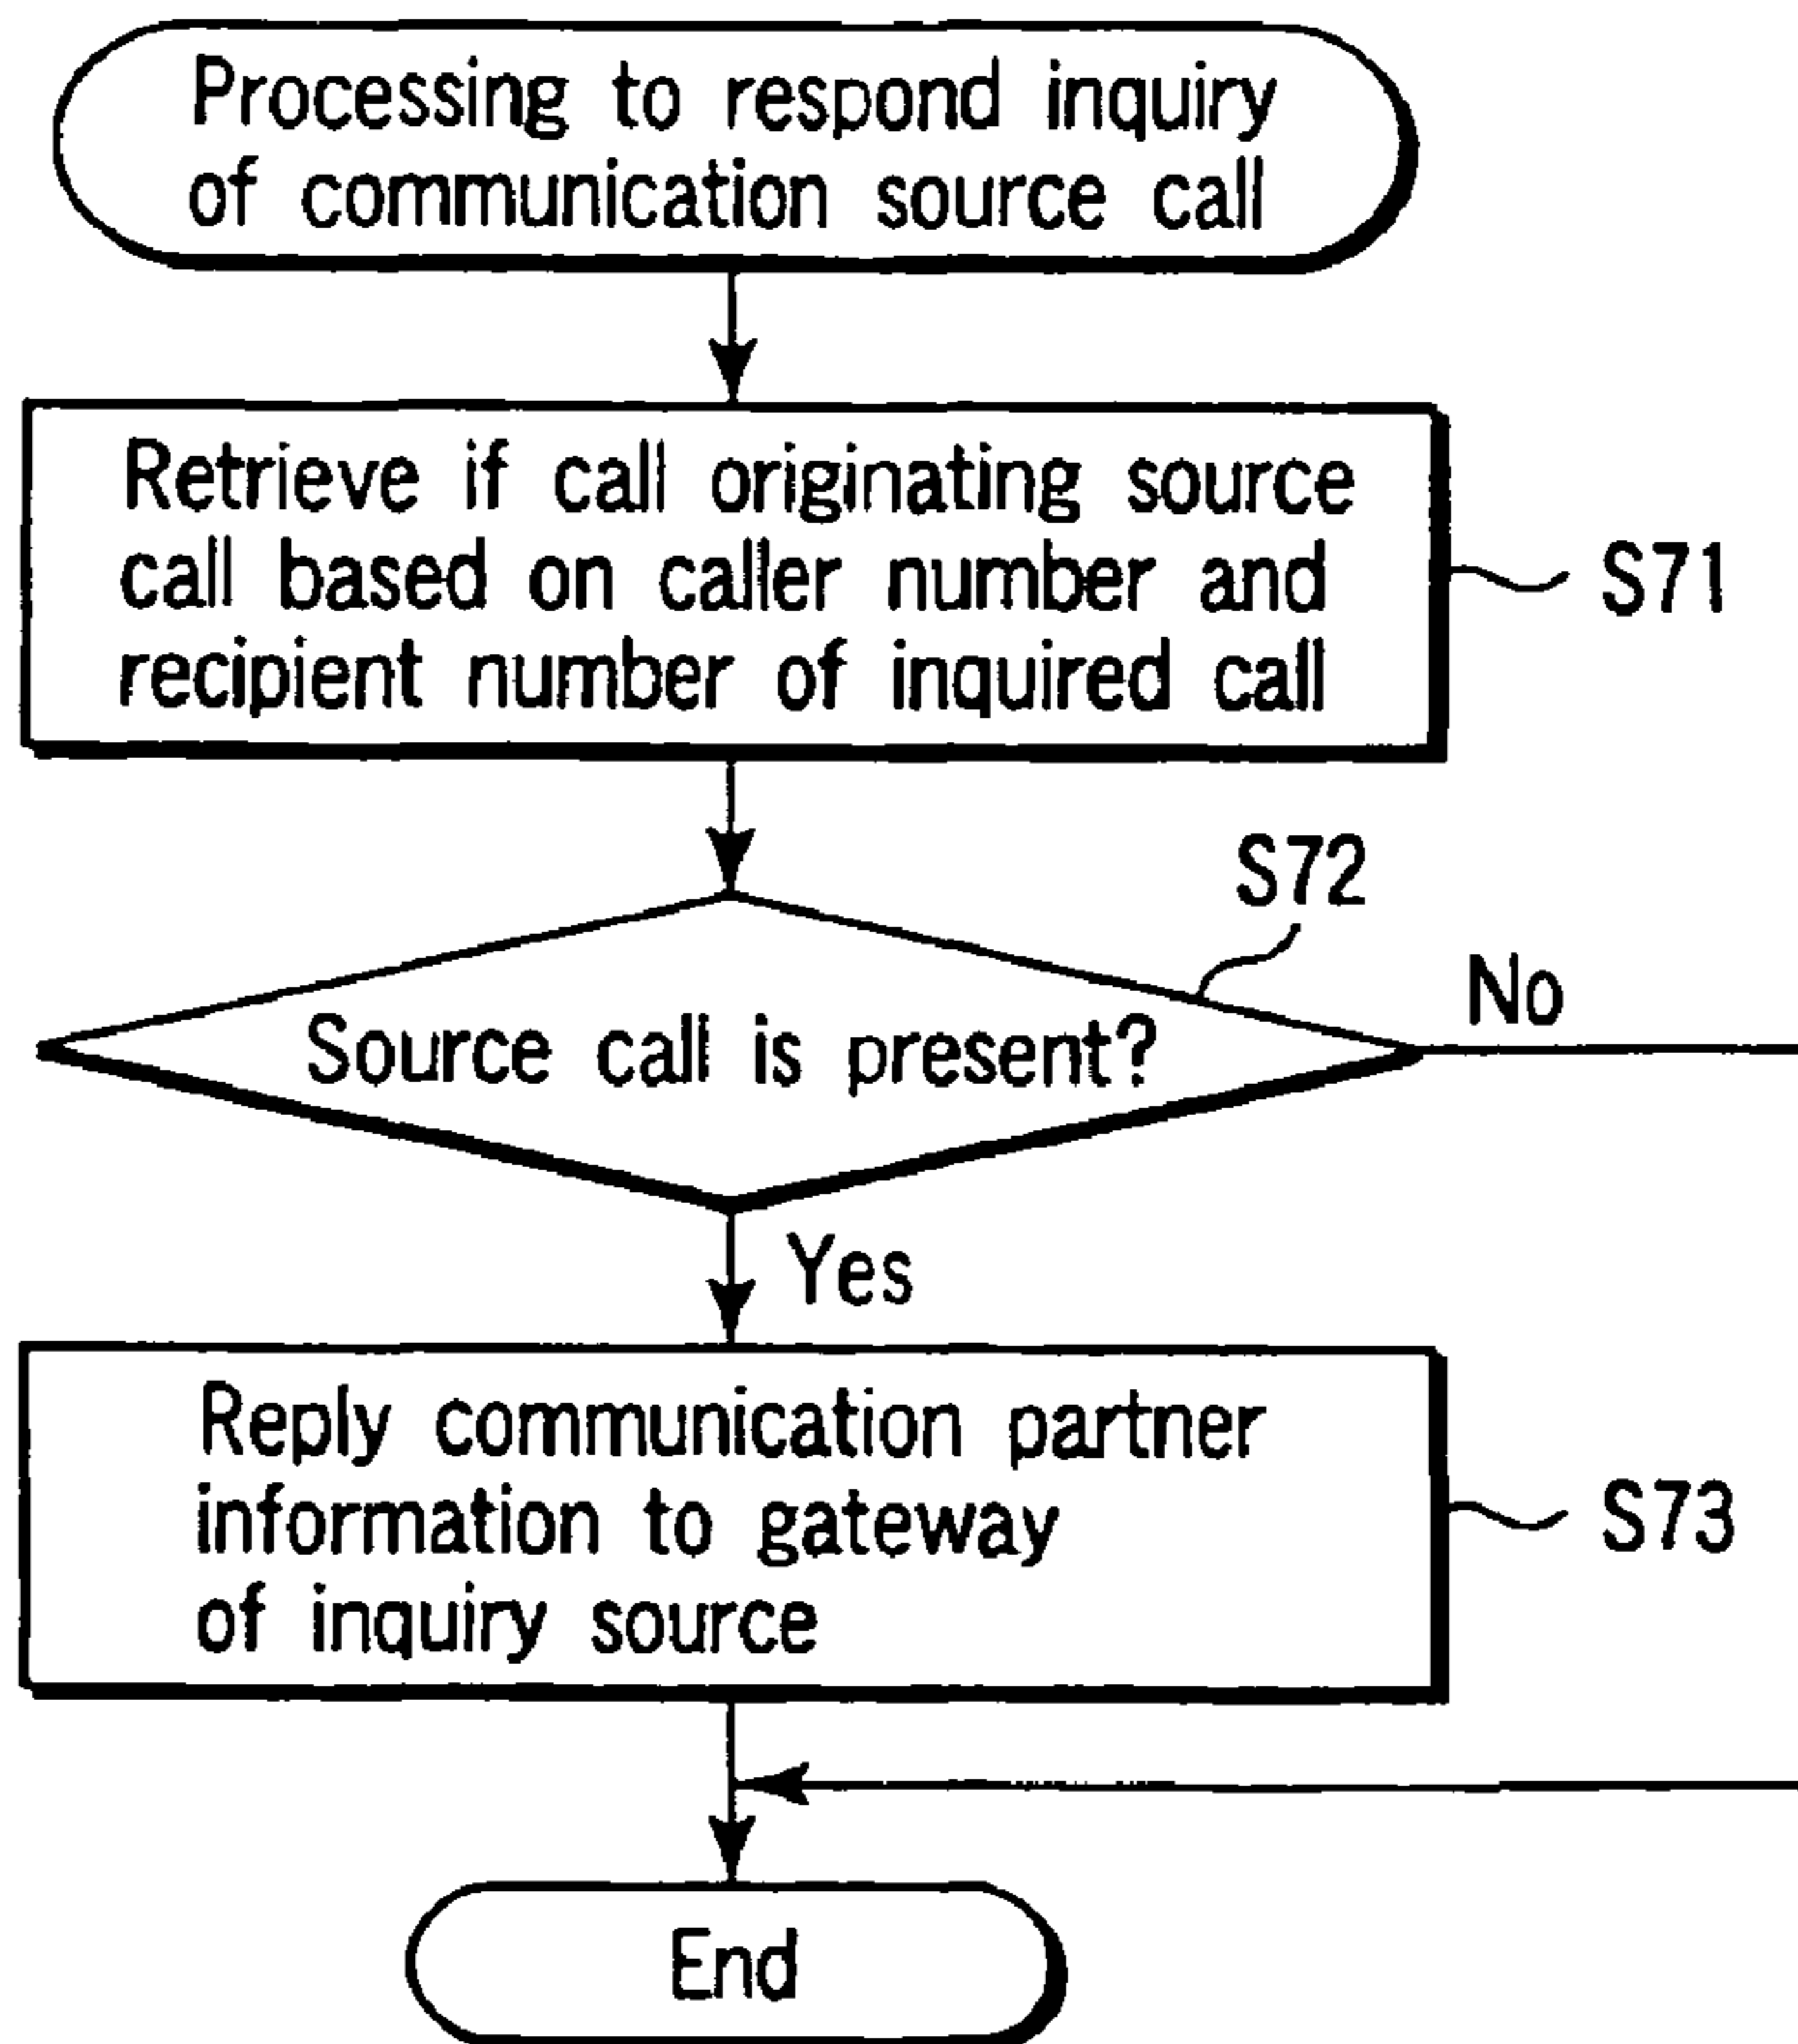 Processing to respond inquiry
of communication source call
Retrieve if call originating source
call based on caller number and
recipient number of inquired call
S71
S72
No
Source call is present?
Yes
Reply communication partner
information to gateway
of inquiry source
S73
End